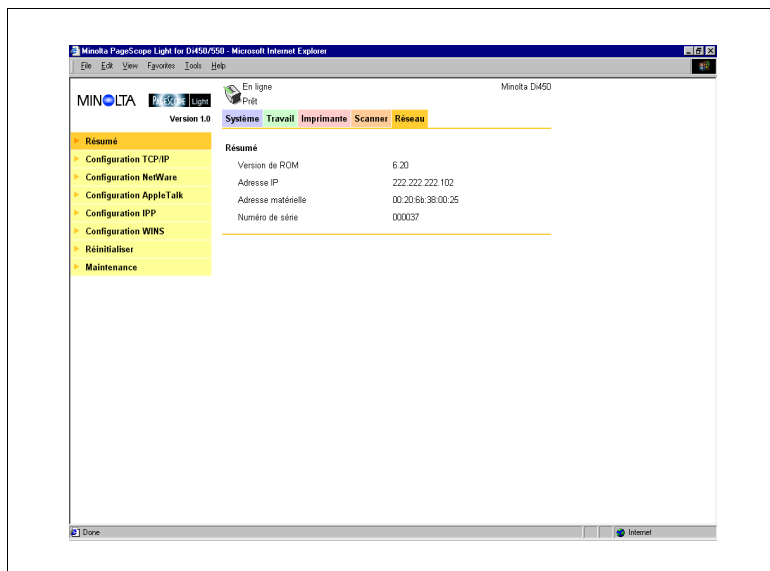 Minolta PageScope Light for Di450/550 - Microsoft Internet Explorer
File Edit View Favorites Tools Help
MINOLTA PAGESCOPE Light
Version 1.0
En ligne
Prêt
Minolta Di450
Système Travail Imprimante Scanner Réseau
Résumé
Configuration TCP/IP
Configuration NetWare
Configuration AppleTalk
Configuration IPP
Configuration WINS
Réinitialiser
Maintenance
Résumé
Version de ROM 6.20
Adresse IP 222.222.222.102
Adresse matérielle 00:20:6b:38:00:25
Numéro de série 000037
Done
Internet